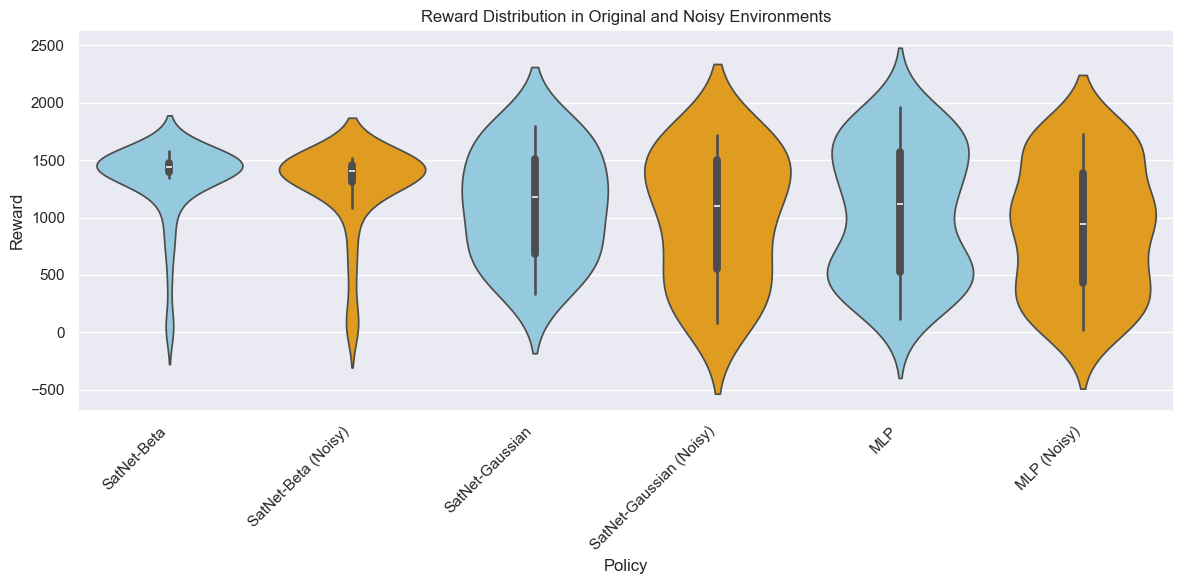 Reward Distribution in Original and Noisy Environments
Reward
2500
2000
1500
1000
500
0
−500
SatNet-Beta
SatNet-Beta (Noisy)
SatNet-Gaussian
SatNet-Gaussian (Noisy)
MLP
MLP (Noisy)
Policy